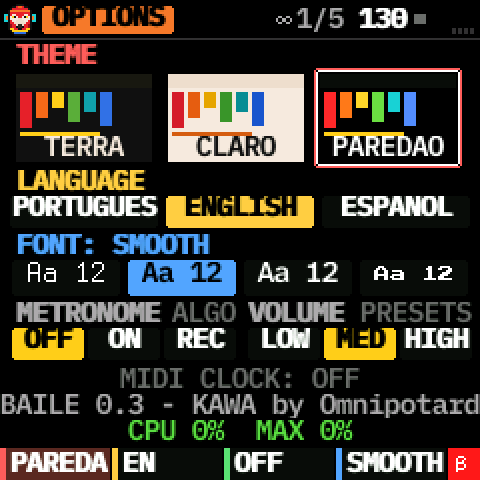 OPTIONS ∞1/5 130
THEME
TERRA CLARO PAREDAO
LANGUAGE
PORTUGUES ENGLISH ESPANOL
FONT: SMOOTH
Aa 12 Aa 12 Aa 12 Aa 12
METRONOME ALGO VOLUME PRESETS
OFF ON REC LOW MED HIGH
MIDI CLOCK: OFF
BAILE 0.3 - KAWA by Omnipotard
CPU 0% MAX 0%
PAREDA EN OFF SMOOTH β